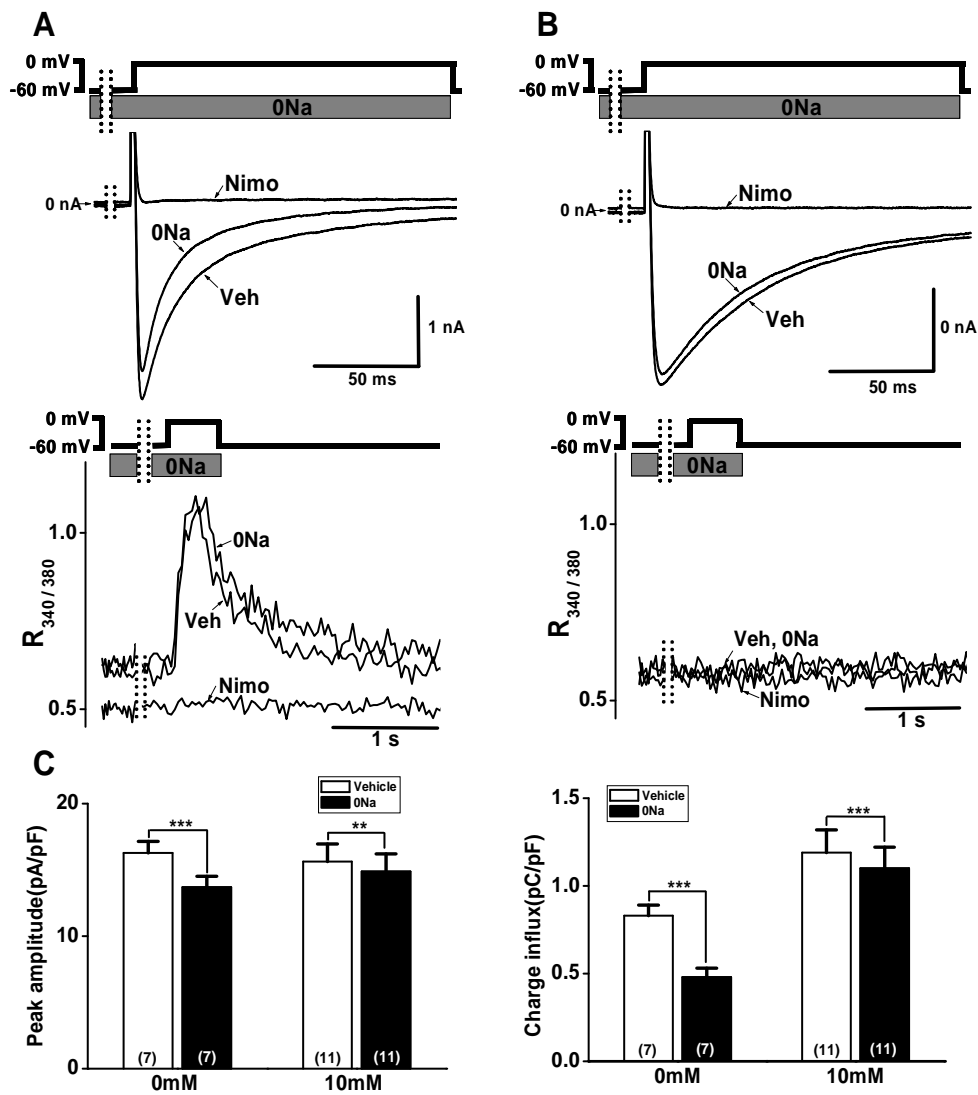 A
0 mV
-60 mV
0Na
Nimo
0 nA
0Na
Veh
1 nA
50 ms
0 mV
-60 mV
0Na
R340 / 380
1.0
0Na
Veh
Nimo
0.5
1 s
B
0 mV
-60 mV
0Na
Nimo
0 nA
0Na
Veh
0 nA
50 ms
0 mV
-60 mV
0Na
R340 / 380
1.0
Veh, 0Na
Nimo
0.5
1 s
C
Peak amplitude(pA/pF)
20
10
0
Vehicle
0Na
***
**
(7) (7) (11) (11)
0mM 10mM
Charge influx(pC/pF)
1.5
1.0
0.5
0.0
Vehicle
0Na
***
***
(7) (7) (11) (11)
0mM 10mM